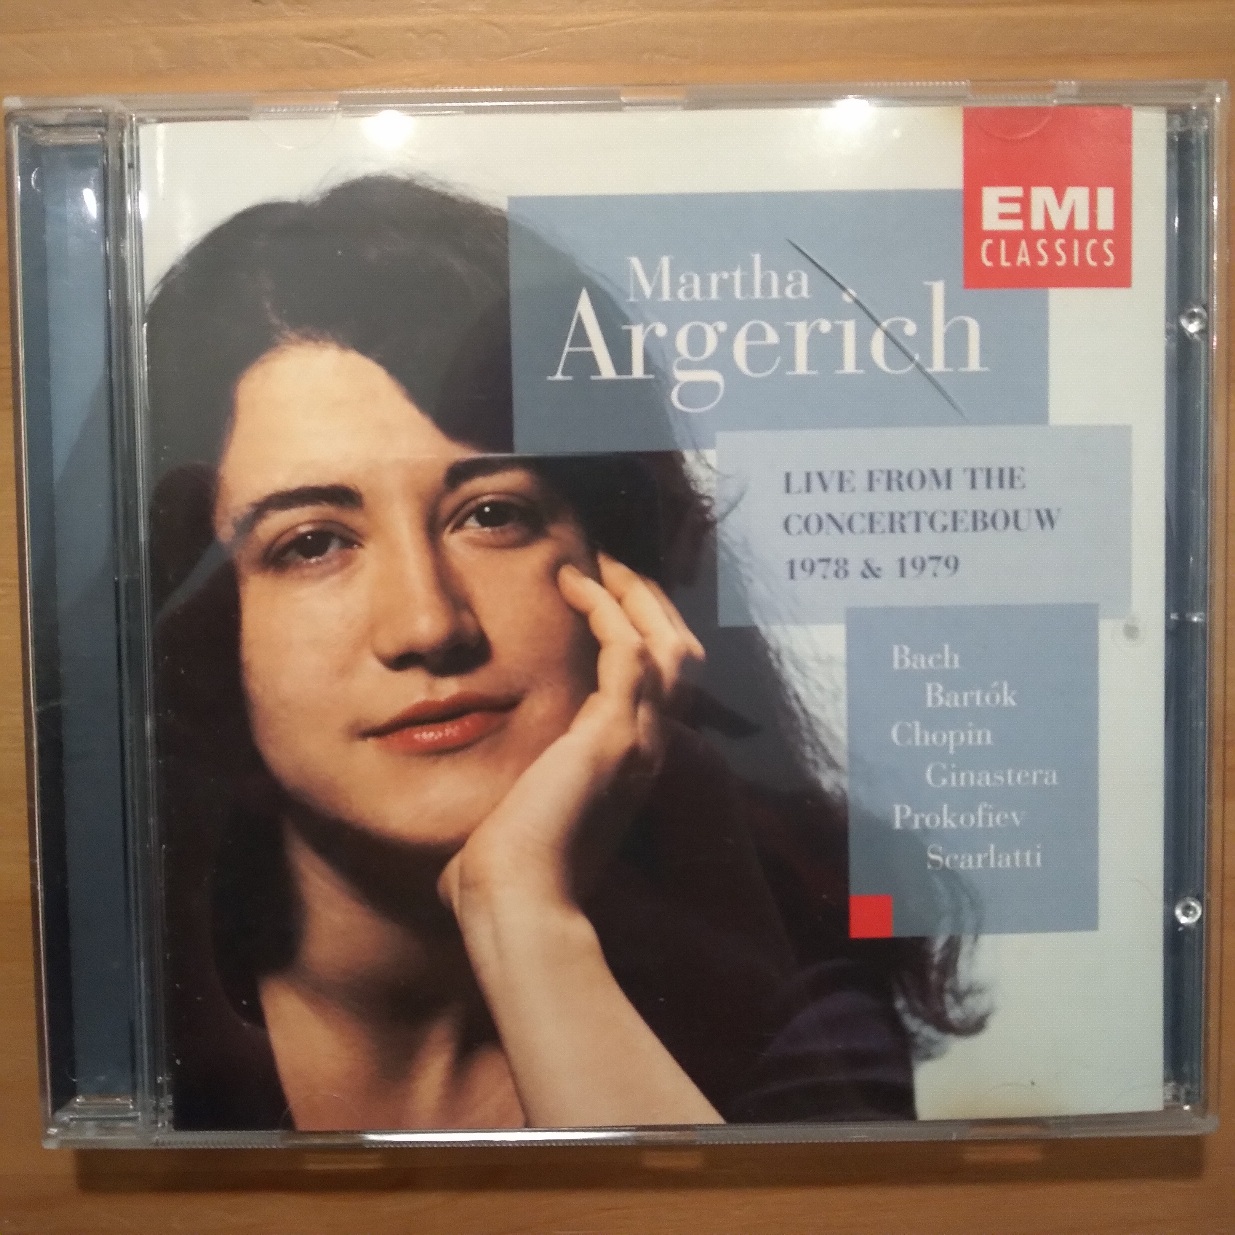 EMI
CLASSICS
Martha
Argerich
LIVE FROM THE
CONCERTGEBOUW
1978 & 1979
Bach
Bartók
Chopin
Ginastera
Prokofiev
Scarlatti